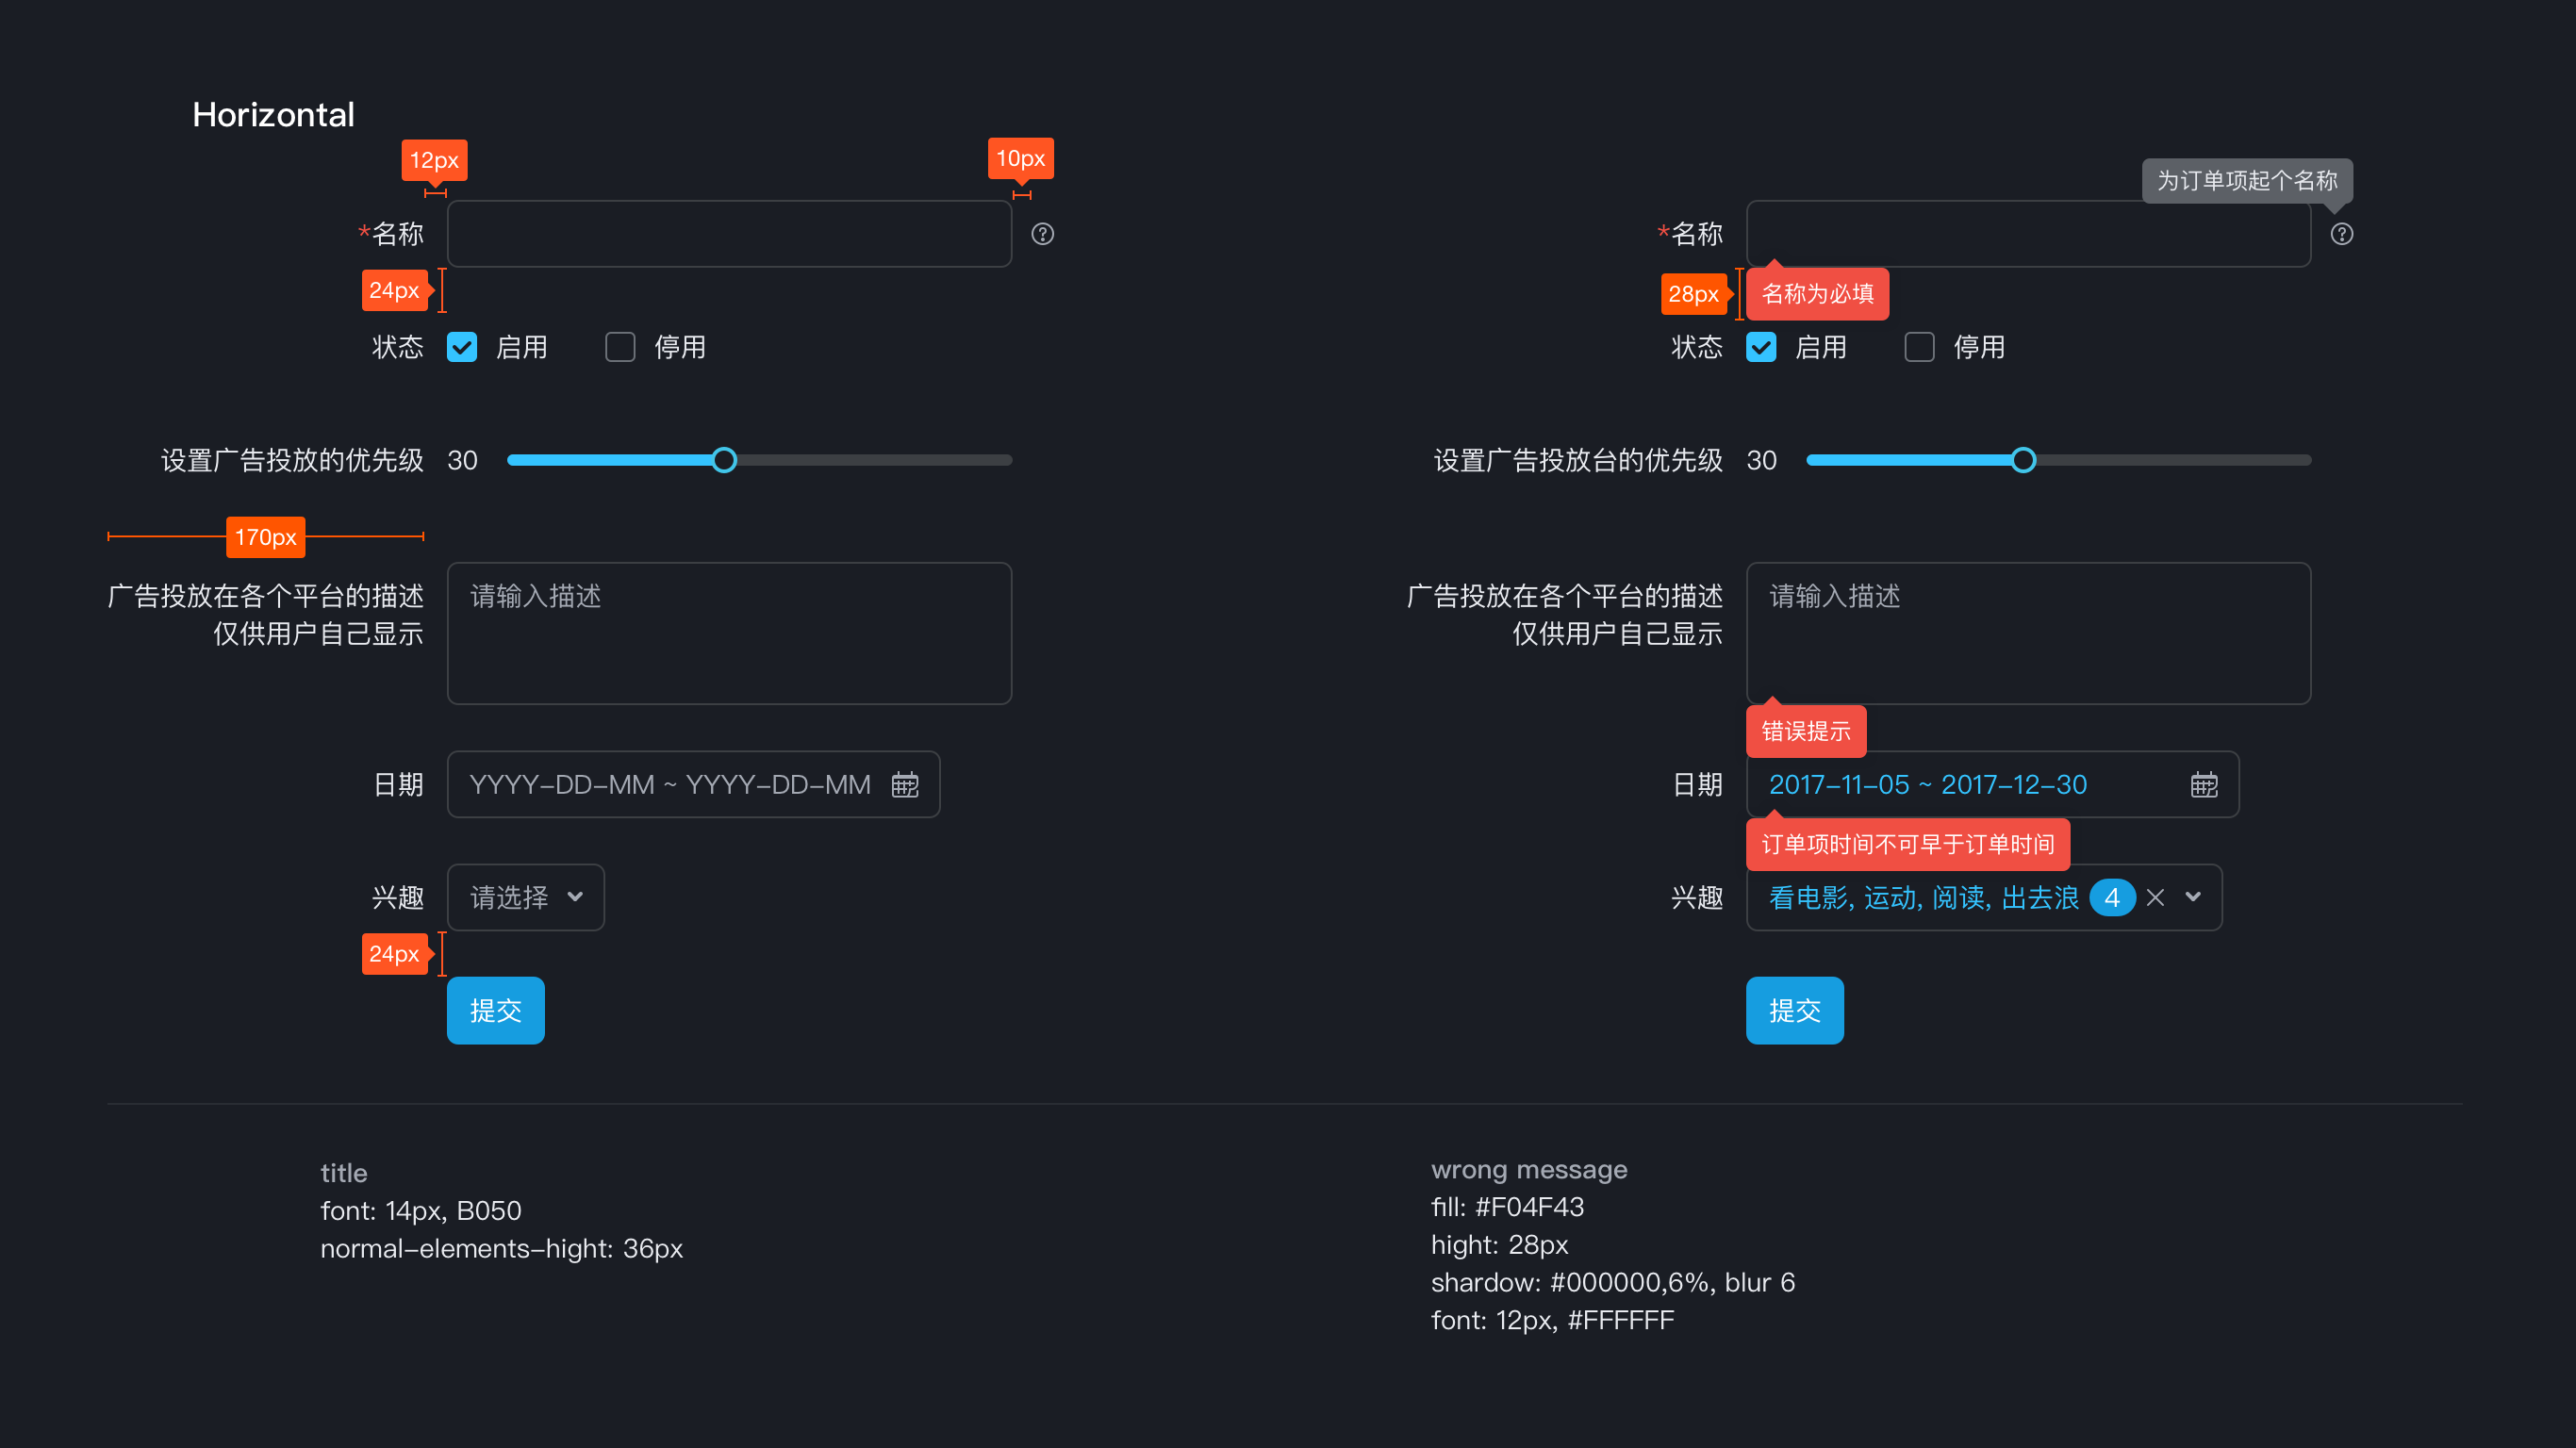 Horizontal
12px
10px
*名称
24px
状态 启用 停用
设置广告投放的优先级 30
170px
广告投放在各个平台的描述
仅供用户自己显示
请输入描述
日期 YYYY-DD-MM ~ YYYY-DD-MM
兴趣 请选择
24px
提交
为订单项起个名称
*名称
28px 名称为必填
状态 启用 停用
设置广告投放台的优先级 30
广告投放在各个平台的描述
仅供用户自己显示
请输入描述
错误提示
日期 2017-11-05 ~ 2017-12-30
订单项时间不可早于订单时间
兴趣 看电影, 运动, 阅读, 出去浪 4
提交
title
font: 14px, B050
normal-elements-hight: 36px
wrong message
fill: #F04F43
hight: 28px
shardow: #000000,6%, blur 6
font: 12px, #FFFFFF